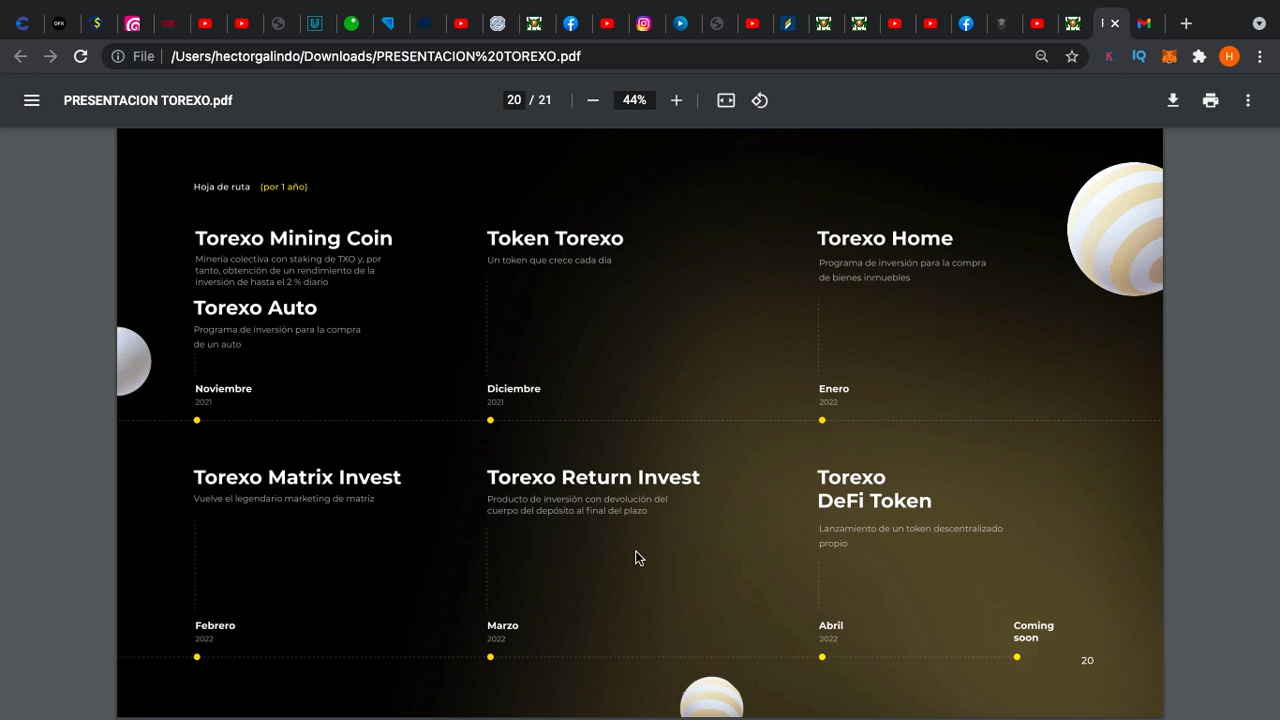 File
/Users/hectorgalindo/Downloads/PRESENTACION%20TOREXO.pdf
IQ
H
PRESENTACION TOREXO.pdf
20 / 21
44%
Hoja de ruta (por 1 año)
Torexo Mining Coin
Minería colectiva con staking de TXO y, por
tanto, obtención de un rendimiento de la
inversión de hasta el 2 % diario
Torexo Auto
Programa de inversión para la compra
de un auto
Noviembre
2021
Token Torexo
Un token que crece cada día
Diciembre
2021
Torexo Home
Programa de inversión para la compra
de bienes inmuebles
Enero
2022
Torexo Matrix Invest
Vuelve el legendario marketing de matriz
Febrero
2022
Torexo Return Invest
Producto de inversión con devolución del
cuerpo del depósito al final del plazo
Marzo
2022
Torexo
DeFi Token
Lanzamiento de un token descentralizado
propio
Abril
2022
Coming
soon
20